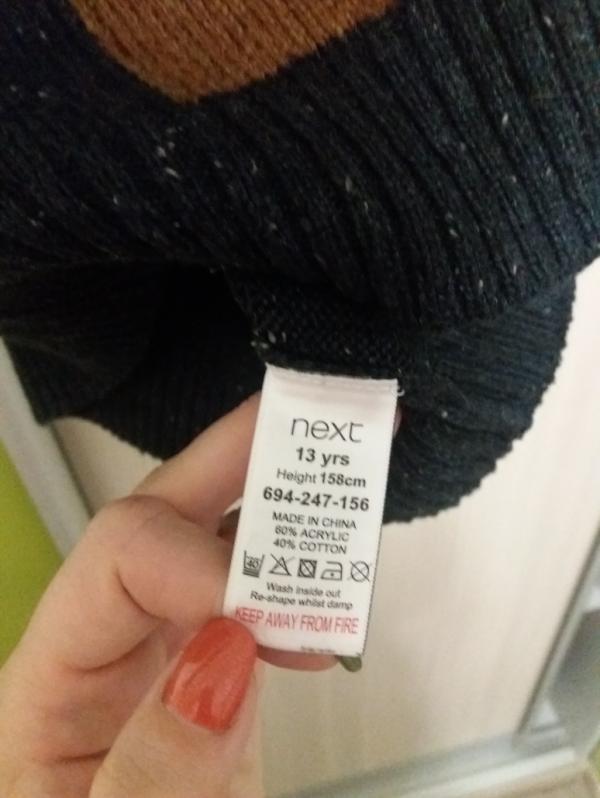 next
13 yrs
Height 158cm
694-247-156
MADE IN CHINA
60% ACRYLIC
40% COTTON
40
Wash inside out
Re-shape whilst damp
KEEP AWAY FROM FIRE